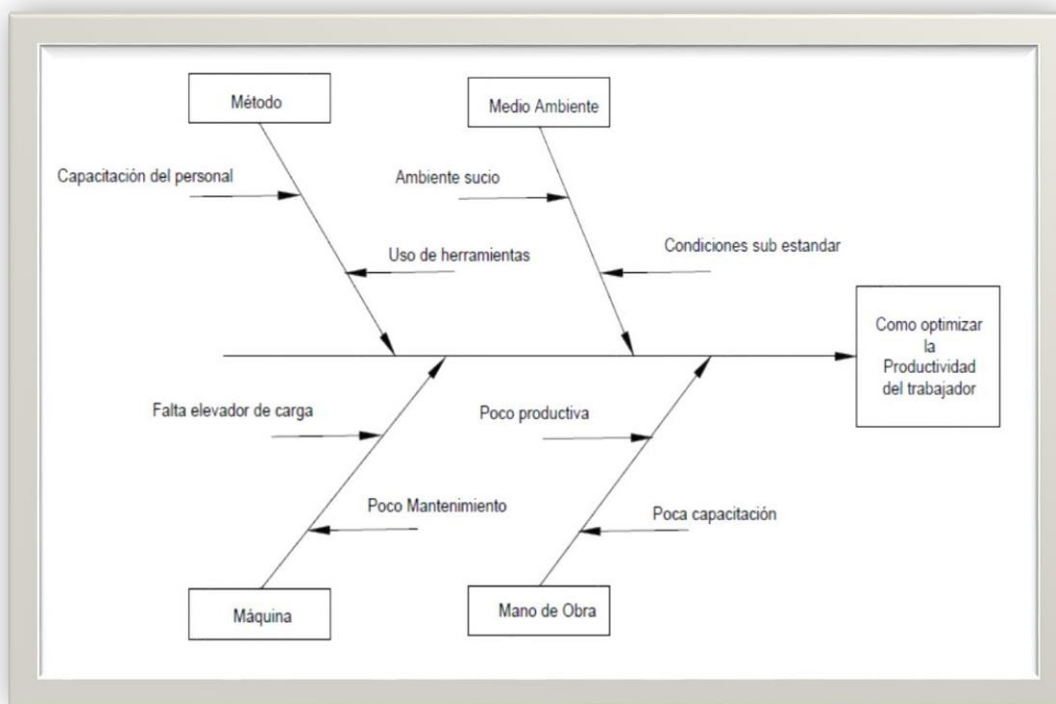 Método
Medio Ambiente
Capacitación del personal
Ambiente sucio
Uso de herramientas
Condiciones sub estandar
Como optimizar
la
Productividad
del trabajador
Falta elevador de carga
Poco productiva
Poco Mantenimiento
Poca capacitación
Máquina
Mano de Obra